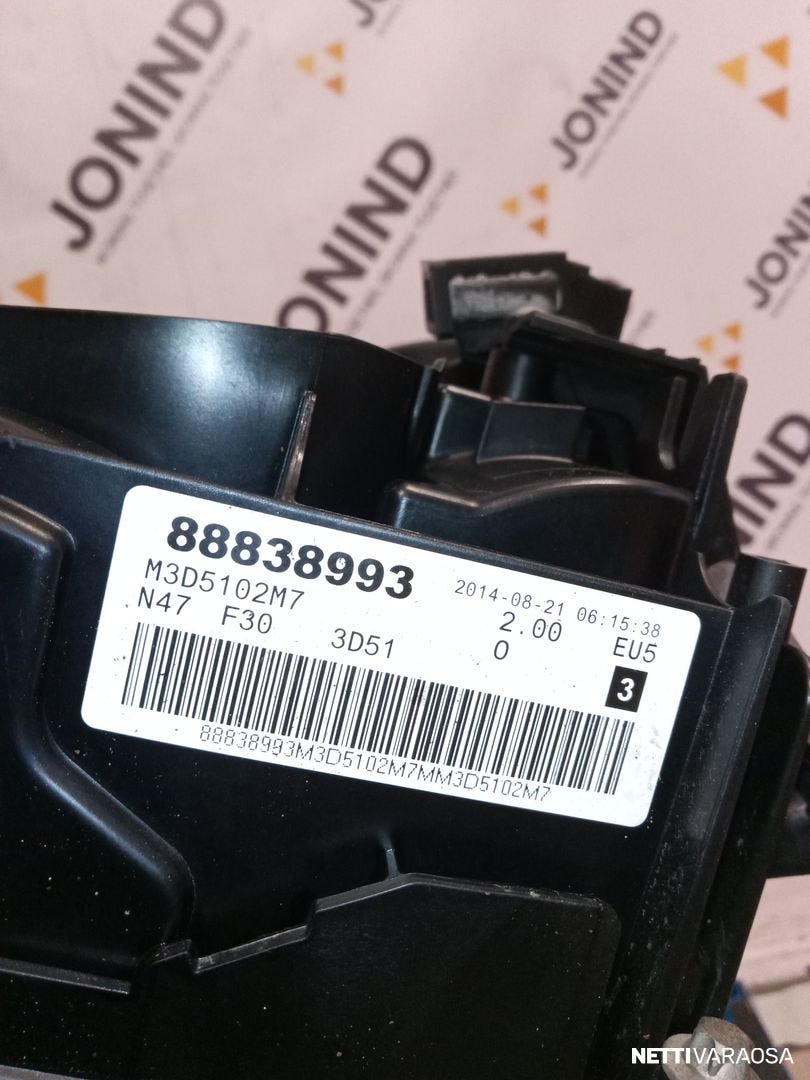 JONIND
JONIND
JONIND
JONIND
88838993
M3D5102M7
2014-08-21 06:15:38
N47 F30 3D51 2.00 EU5
0
3
88838993M3D5102M7MM3D5102M7
NETTIVARAOSA